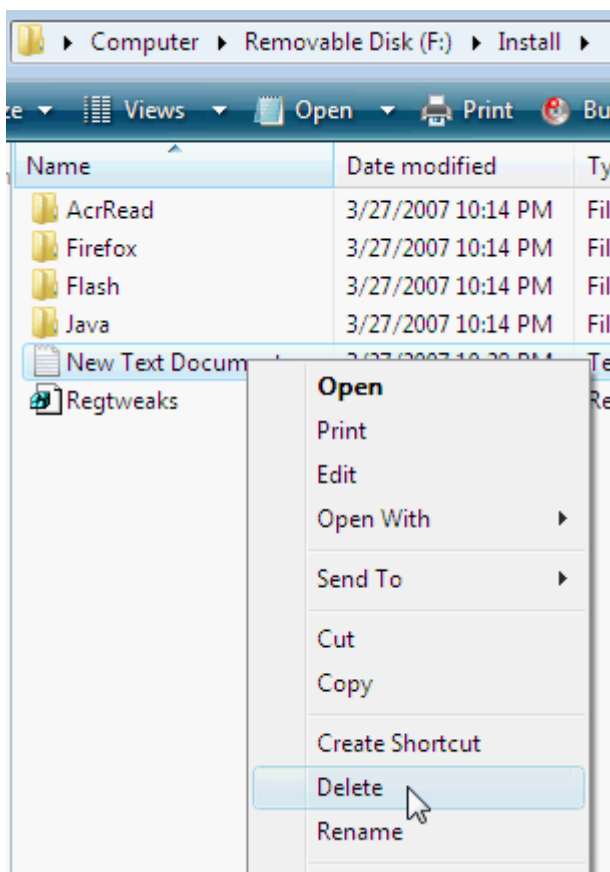 Computer Removable Disk (F:) Install
Views Open Print
Name Date modified
AcrRead 3/27/2007 10:14 PM
Firefox 3/27/2007 10:14 PM
Flash 3/27/2007 10:14 PM
Java 3/27/2007 10:14 PM
New Text
Regtweaks
Open
Print
Edit
Open With
Send To
Cut
Copy
Create Shortcut
Delete
Rename